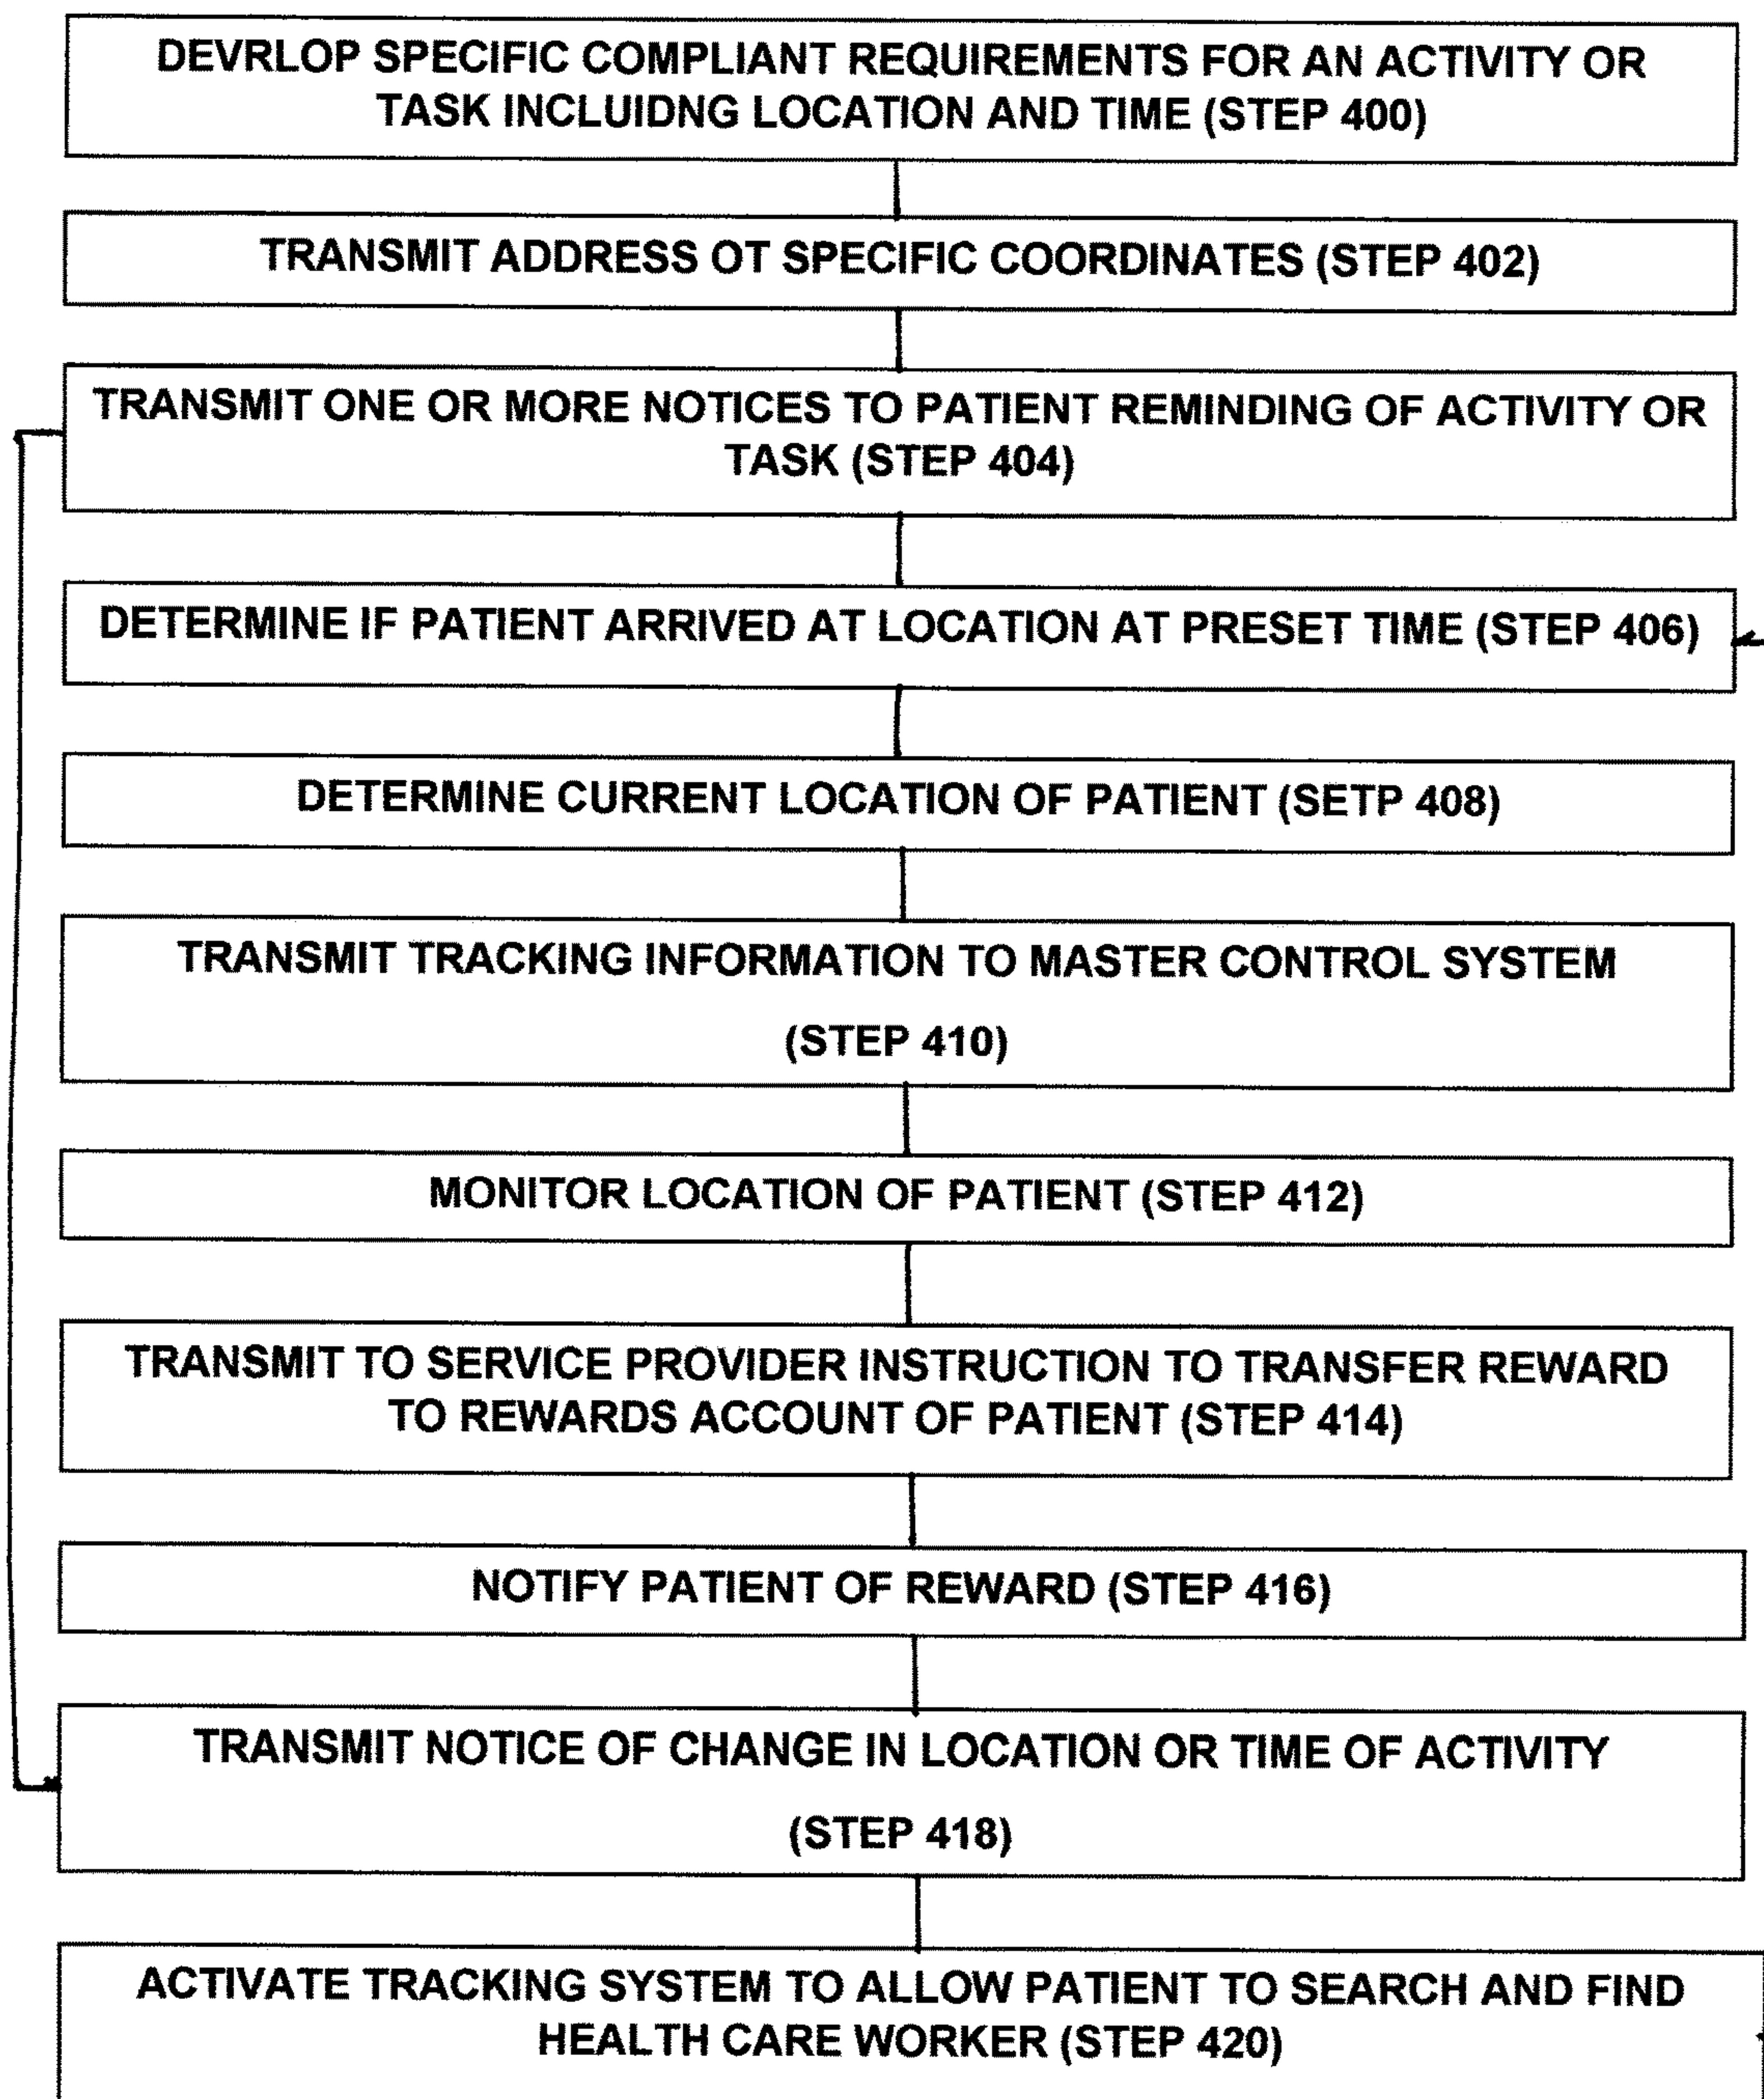 DEVRLOP SPECIFIC COMPLIANT REQUIREMENTS FOR AN ACTIVITY OR
TASK INCLUIDNG LOCATION AND TIME (STEP 400)
TRANSMIT ADDRESS OT SPECIFIC COORDINATES (STEP 402)
TRANSMIT ONE OR MORE NOTICES TO PATIENT REMINDING OF ACTIVITY OR
TASK (STEP 404)
DETERMINE IF PATIENT ARRIVED AT LOCATION AT PRESET TIME (STEP 406)
DETERMINE CURRENT LOCATION OF PATIENT (SETP 408)
TRANSMIT TRACKING INFORMATION TO MASTER CONTROL SYSTEM
(STEP 410)
MONITOR LOCATION OF PATIENT (STEP 412)
TRANSMIT TO SERVICE PROVIDER INSTRUCTION TO TRANSFER REWARD
TO REWARDS ACCOUNT OF PATIENT (STEP 414)
NOTIFY PATIENT OF REWARD (STEP 416)
TRANSMIT NOTICE OF CHANGE IN LOCATION OR TIME OF ACTIVITY
(STEP 418)
ACTIVATE TRACKING SYSTEM TO ALLOW PATIENT TO SEARCH AND FIND
HEALTH CARE WORKER (STEP 420)